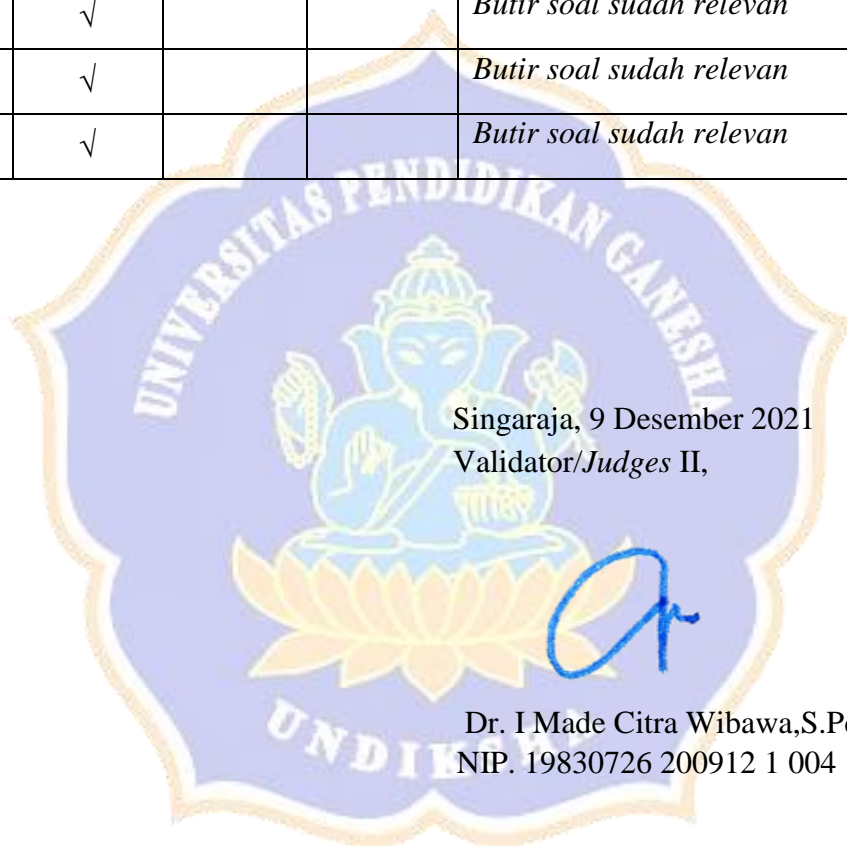 √ Butir soal sudah relevan
√ Butir soal sudah relevan
√ Butir soal sudah relevan
UNIVERSITAS PENDIDIKAN GANESHA
Singaraja, 9 Desember 2021
Validator/Judges II,
Dr. I Made Citra Wibawa,S.P
NIP. 19830726 200912 1 004
UNDIKSHA